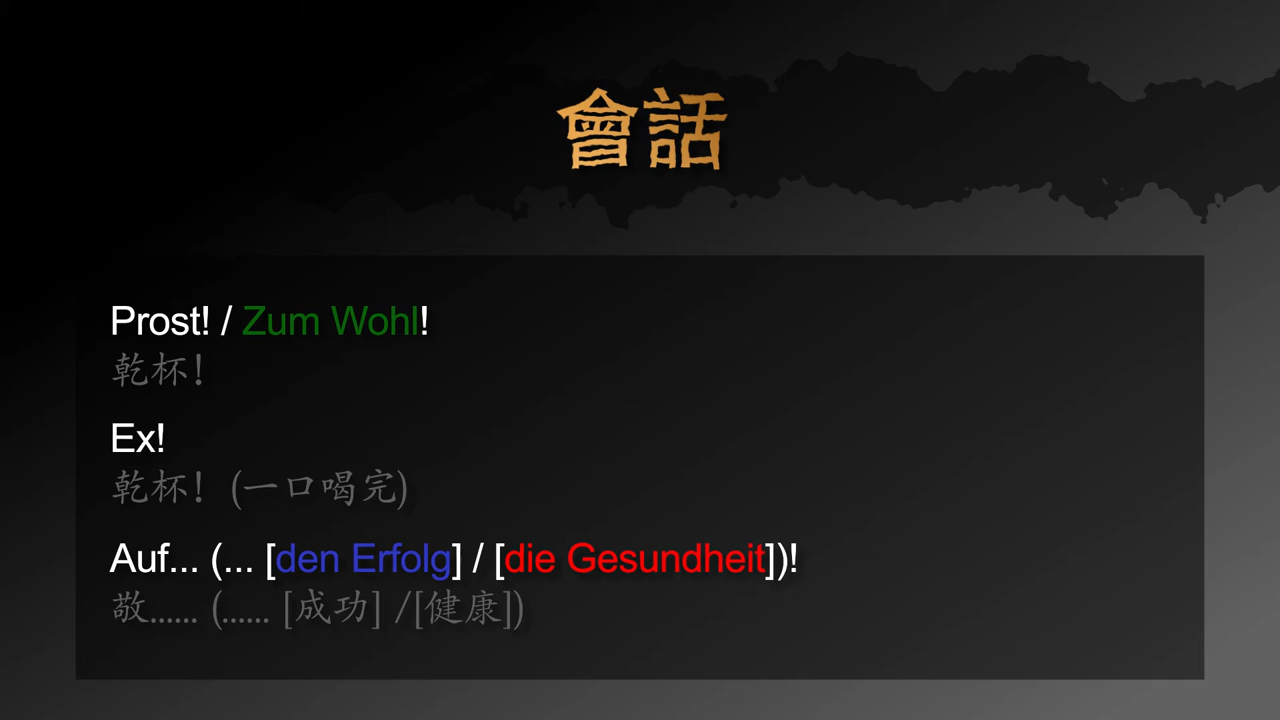 會話
Prost! / Zum Wohl!
乾杯!
Ex!
乾杯! (一口喝完)
Auf... (... [den Erfolg] / [die Gesundheit])!
敬...... (...... [成功] /[健康])